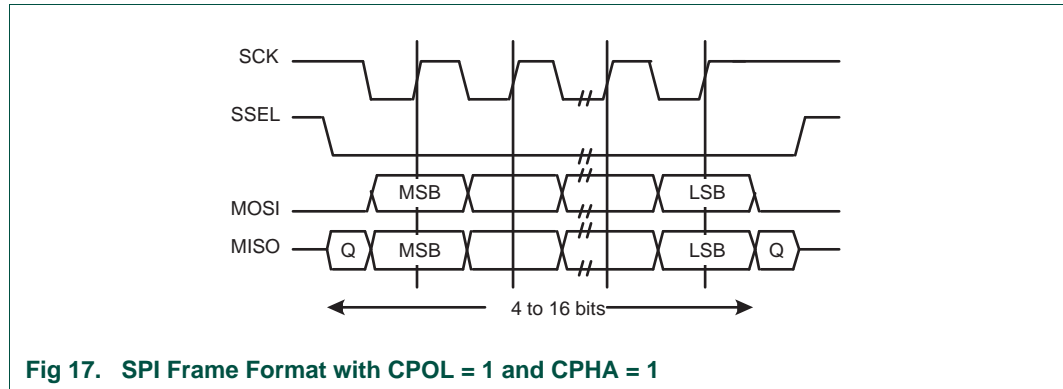 SCK
SSEL
MOSI
MSB
LSB
MISO
Q
MSB
LSB
Q
4 to 16 bits
Fig 17. SPI Frame Format with CPOL = 1 and CPHA = 1